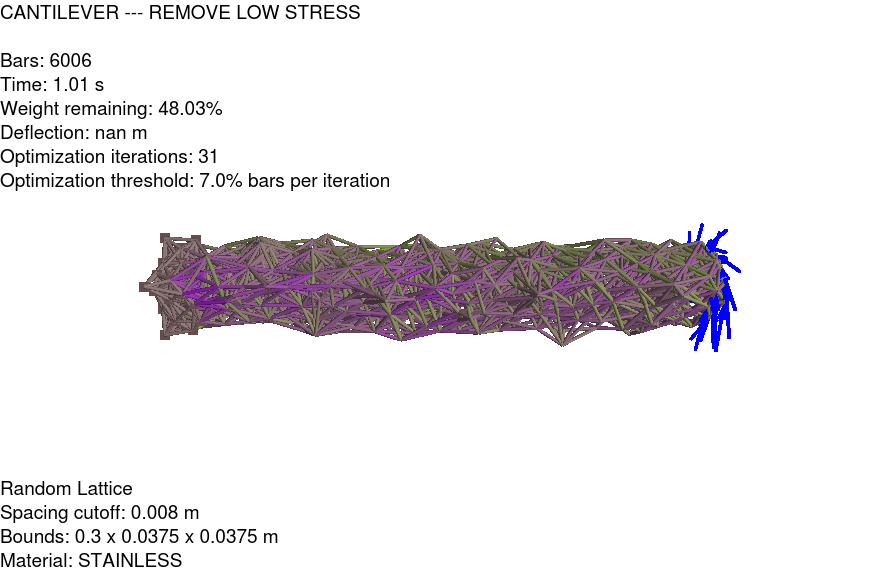 CANTILEVER --- REMOVE LOW STRESS
Bars: 6006
Time: 1.01 s
Weight remaining: 48.03%
Deflection: nan m
Optimization iterations: 31
Optimization threshold: 7.0% bars per iteration
Random Lattice
Spacing cutoff: 0.008 m
Bounds: 0.3 x 0.0375 x 0.0375 m
Material: STAINLESS